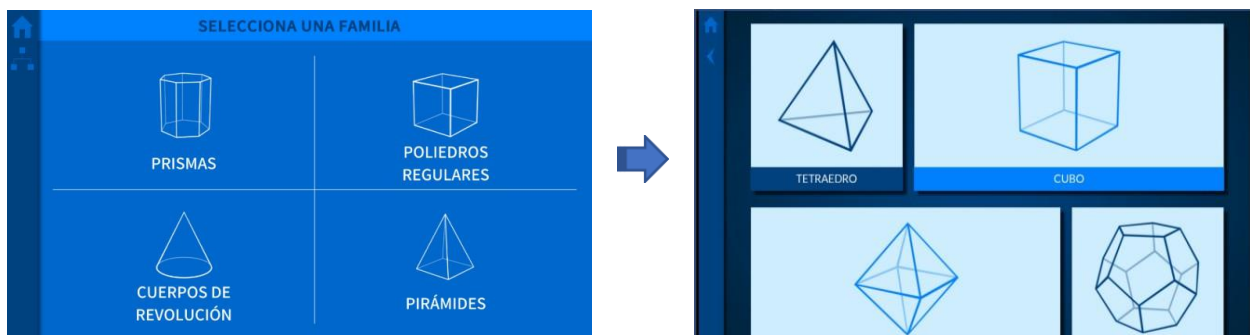 SELECCIONA UNA FAMILIA
PRISMAS
POLIEDROS
REGULARES
CUERPOS DE
REVOLUCIÓN
PIRÁMIDES
TETRAEDRO
CUBO